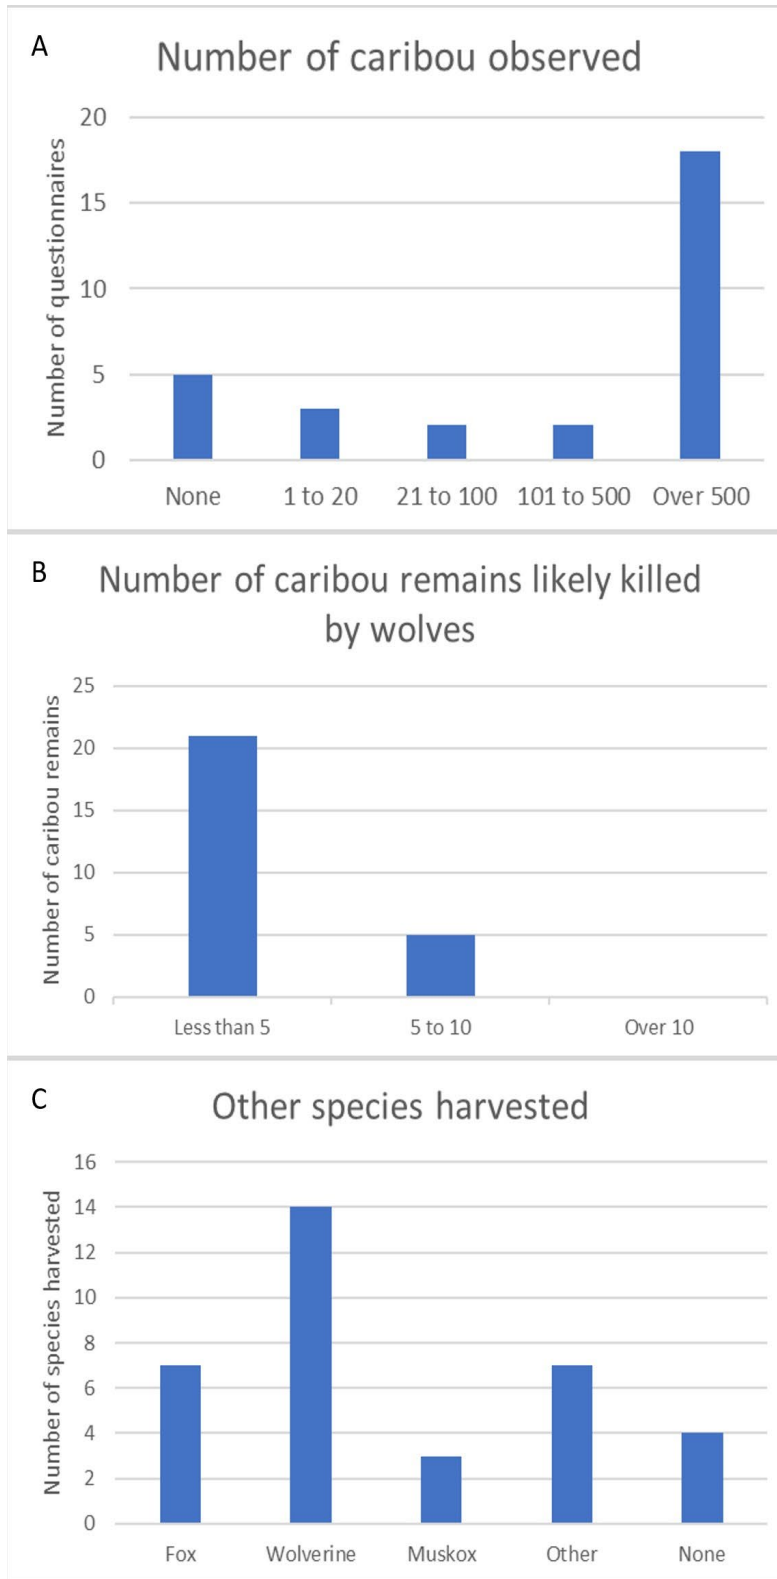 A
Number of caribou observed
Number of questionnaires
20
15
10
5
0
None
1 to 20
21 to 100
101 to 500
Over 500
B
Number of caribou remains likely killed
by wolves
Number of caribou remains
25
20
15
10
5
0
Less than 5
5 to 10
Over 10
C
Other species harvested
Number of species harvested
16
14
12
10
8
6
4
2
0
Fox
Wolverine
Muskox
Other
None